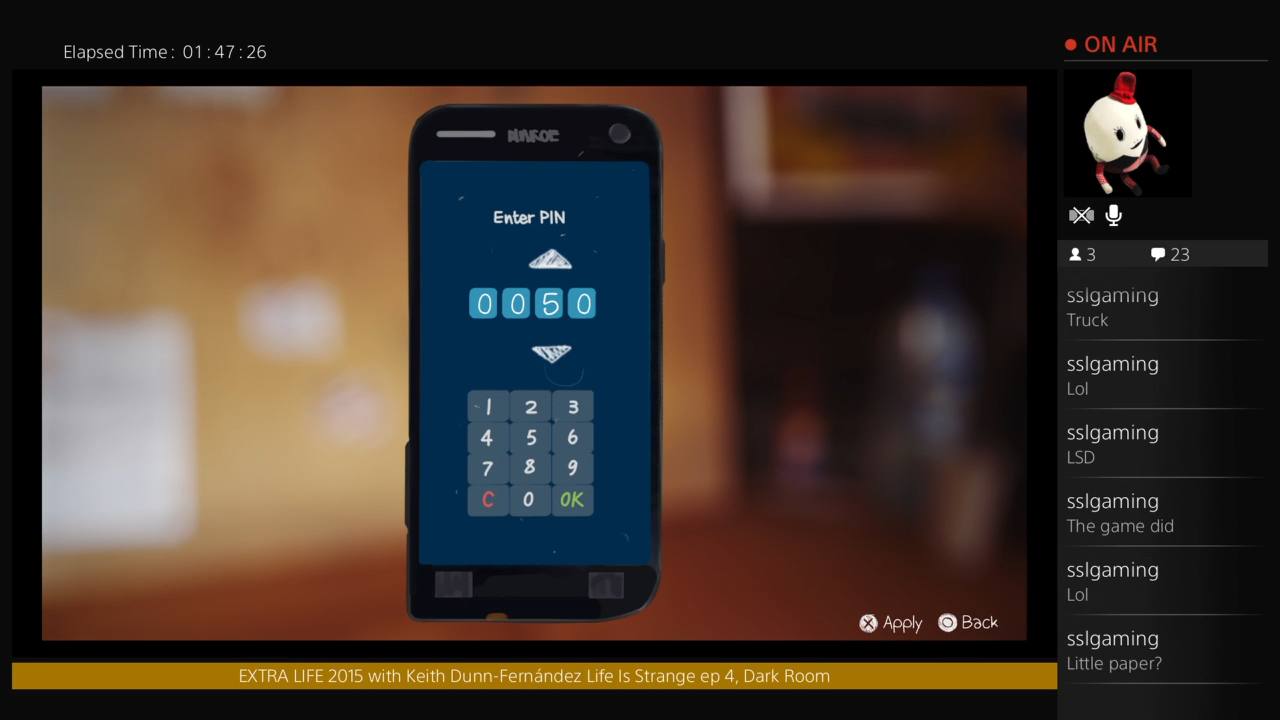 Elapsed Time: 01:47:26
ON AIR
Enter PIN
0 0 5 0
1 2 3
4 5 6
7 8 9
C 0 OK
Apply Back
EXTRA LIFE 2015 with Keith Dunn-Fernández Life Is Strange ep 4, Dark Room
3 23
sslgaming
Truck
sslgaming
Lol
sslgaming
LSD
sslgaming
The game did
sslgaming
Lol
sslgaming
Little paper?